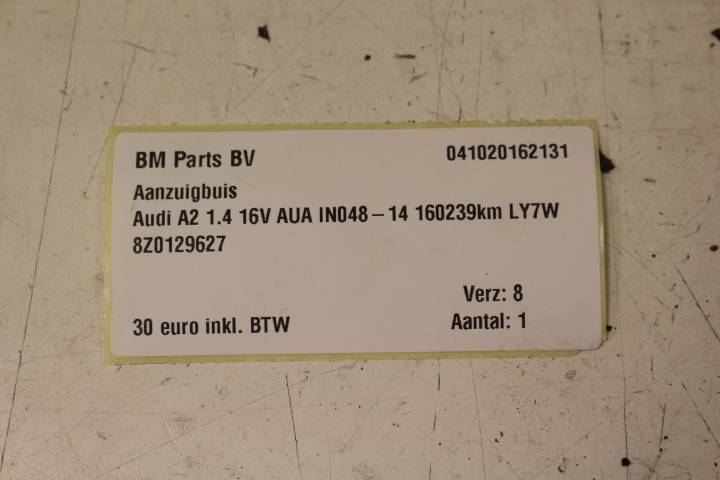 BM Parts BV 041020162131
Aanzuigbuis
Audi A2 1.4 16V AUA IN048-14 160239km LY7W
8Z0129627
Verz: 8
30 euro inkl. BTW Aantal: 1